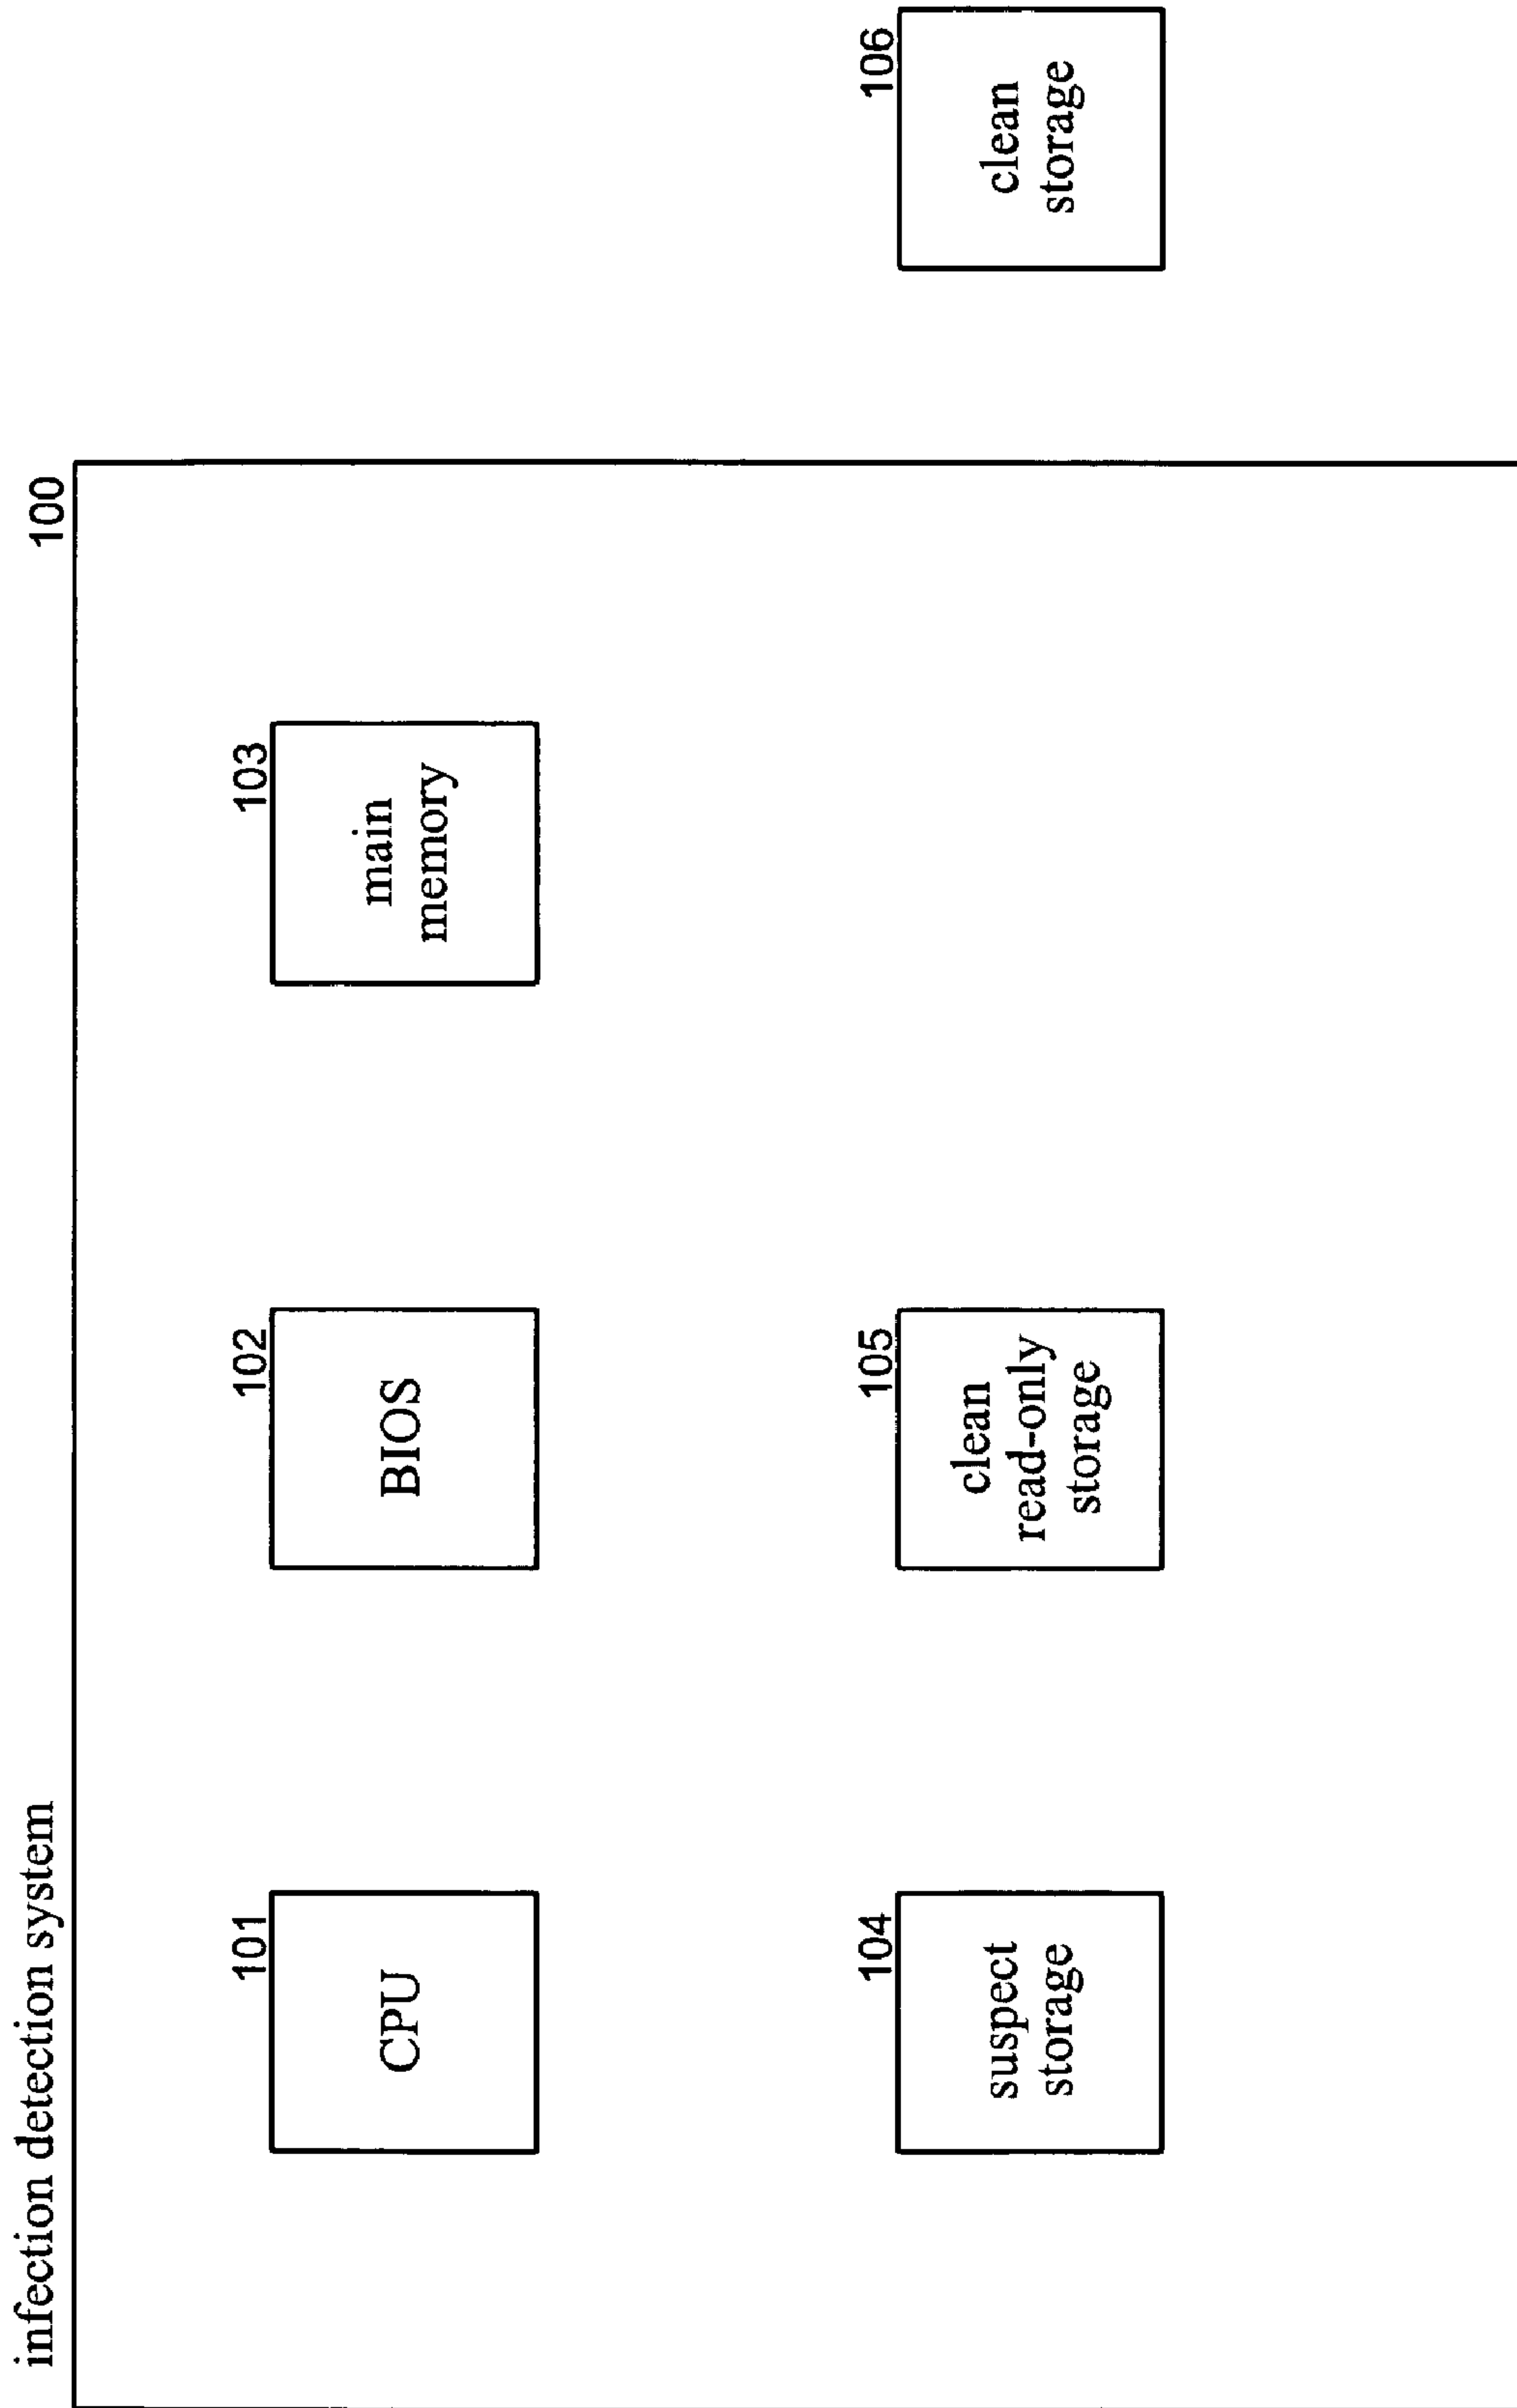 infection detection system
100
101
CPU
102
BIOS
103
main
memory
104
suspect
storage
105
clean
read-only
storage
106
clean
storage